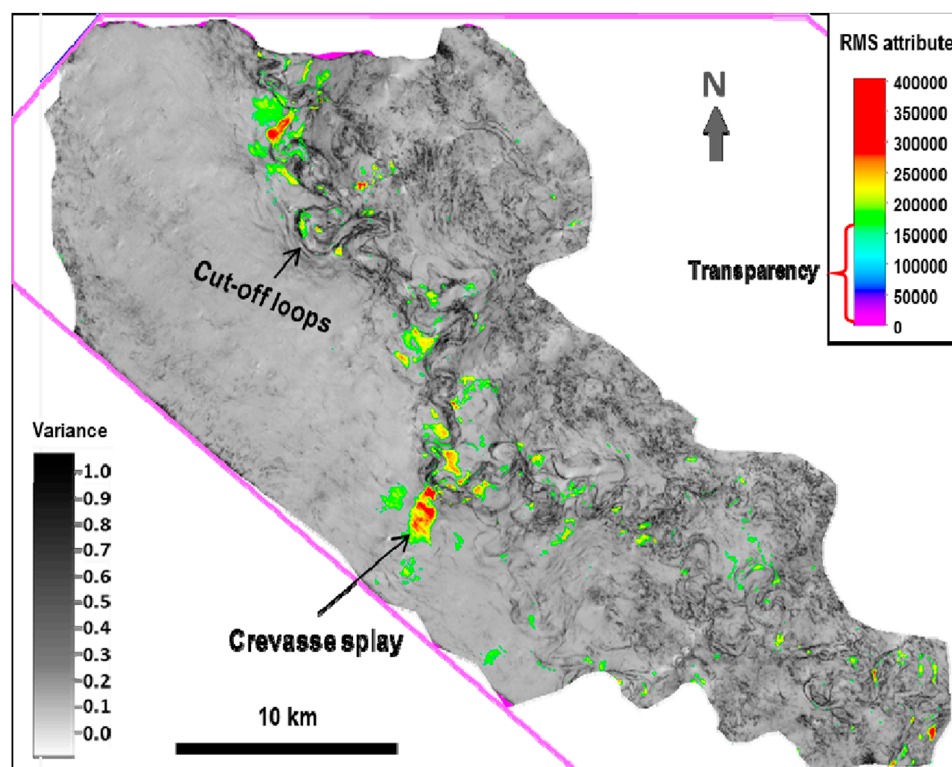 RMS attribute
400000
350000
300000
250000
200000
150000
100000
50000
0
Transparency
N
Cut-off loops
Variance
1.0
0.9
0.8
0.7
0.6
0.5
0.4
0.3
0.2
0.1
0.0
Crevasse splay
10 km